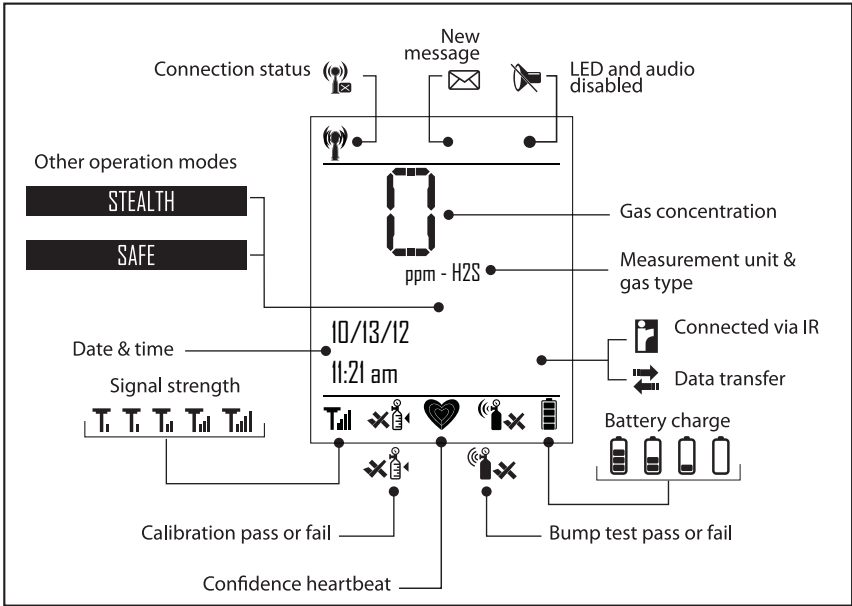 New
message
Connection status
LED and audio
disabled
Other operation modes
STEALTH
SAFE
0
Gas concentration
ppm - H2S
Measurement unit &
gas type
10/13/12
11:21 am
Date & time
Connected via IR
Data transfer
Signal strength
Battery charge
Calibration pass or fail
Bump test pass or fail
Confidence heartbeat